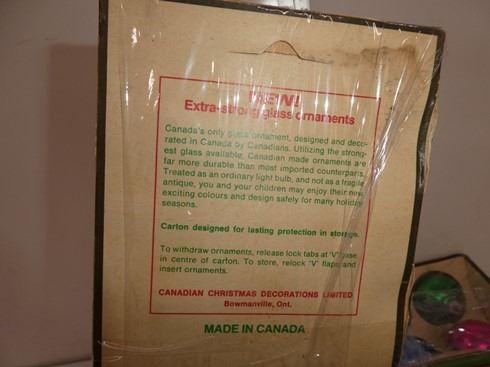 NEW!
Extra-strong glass ornaments
Canada's only glass ornament, designed and deco-
rated in Canada by Canadians. Utilizing the strong-
est glass available, Canadian made ornaments are
far more durable than most imported counterparts.
Treated as an ordinary light bulb, and not as a fragile
antique, you and your children may enjoy their new
exciting colours and design safely for many holiday
seasons.
Carton designed for lasting protection in storage.
To withdraw ornaments, release lock tabs at 'V' base
in centre of carton. To store, relock 'V' flaps and
insert ornaments.
CANADIAN CHRISTMAS DECORATIONS LIMITED
Bowmanville, Ont.
MADE IN CANADA